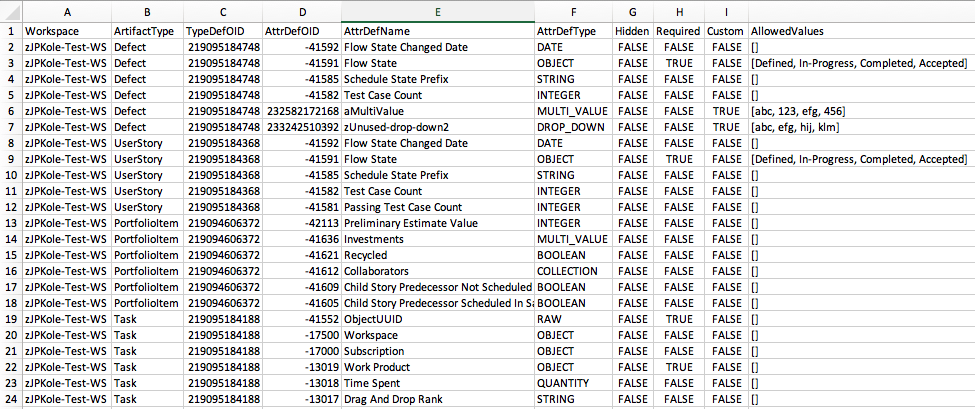 A B C D E F G H I J
1 Workspace ArtifactType TypeDefOID AttrDefOID AttrDefName AttrDefType Hidden Required Custom AllowedValues
2 zJPKole-Test-WS Defect 219095184748 -41592 Flow State Changed Date DATE FALSE FALSE FALSE []
3 zJPKole-Test-WS Defect 219095184748 -41591 Flow State OBJECT FALSE TRUE FALSE [Defined, In-Progress, Completed, Accepted]
4 zJPKole-Test-WS Defect 219095184748 -41585 Schedule State Prefix STRING FALSE FALSE FALSE []
5 zJPKole-Test-WS Defect 219095184748 -41582 Test Case Count INTEGER FALSE FALSE FALSE []
6 zJPKole-Test-WS Defect 219095184748 232582172168 aMultiValue MULTI_VALUE FALSE FALSE TRUE [abc, 123, efg, 456]
7 zJPKole-Test-WS Defect 219095184748 233242510392 zUnused-drop-down2 DROP_DOWN FALSE FALSE TRUE [abc, efg, hij, klm]
8 zJPKole-Test-WS UserStory 219095184368 -41592 Flow State Changed Date DATE FALSE FALSE FALSE []
9 zJPKole-Test-WS UserStory 219095184368 -41591 Flow State OBJECT FALSE TRUE FALSE [Defined, In-Progress, Completed, Accepted]
10 zJPKole-Test-WS UserStory 219095184368 -41585 Schedule State Prefix STRING FALSE FALSE FALSE []
11 zJPKole-Test-WS UserStory 219095184368 -41582 Test Case Count INTEGER FALSE FALSE FALSE []
12 zJPKole-Test-WS UserStory 219095184368 -41581 Passing Test Case Count INTEGER FALSE FALSE FALSE []
13 zJPKole-Test-WS PortfolioItem 219094606372 -42113 Preliminary Estimate Value INTEGER FALSE FALSE FALSE []
14 zJPKole-Test-WS PortfolioItem 219094606372 -41636 Investments MULTI_VALUE FALSE FALSE FALSE []
15 zJPKole-Test-WS PortfolioItem 219094606372 -41621 Recycled BOOLEAN FALSE FALSE FALSE []
16 zJPKole-Test-WS PortfolioItem 219094606372 -41612 Collaborators COLLECTION FALSE FALSE FALSE []
17 zJPKole-Test-WS PortfolioItem 219094606372 -41609 Child Story Predecessor Not Scheduled BOOLEAN FALSE FALSE FALSE []
18 zJPKole-Test-WS PortfolioItem 219094606372 -41605 Child Story Predecessor Scheduled In Sa BOOLEAN FALSE FALSE FALSE []
19 zJPKole-Test-WS Task 219095184188 -41552 ObjectUUID RAW FALSE TRUE FALSE []
20 zJPKole-Test-WS Task 219095184188 -17500 Workspace OBJECT FALSE FALSE FALSE []
21 zJPKole-Test-WS Task 219095184188 -17000 Subscription OBJECT FALSE FALSE FALSE []
22 zJPKole-Test-WS Task 219095184188 -13019 Work Product OBJECT FALSE TRUE FALSE []
23 zJPKole-Test-WS Task 219095184188 -13018 Time Spent QUANTITY FALSE FALSE FALSE []
24 zJPKole-Test-WS Task 219095184188 -13017 Drag And Drop Rank STRING FALSE FALSE FALSE []